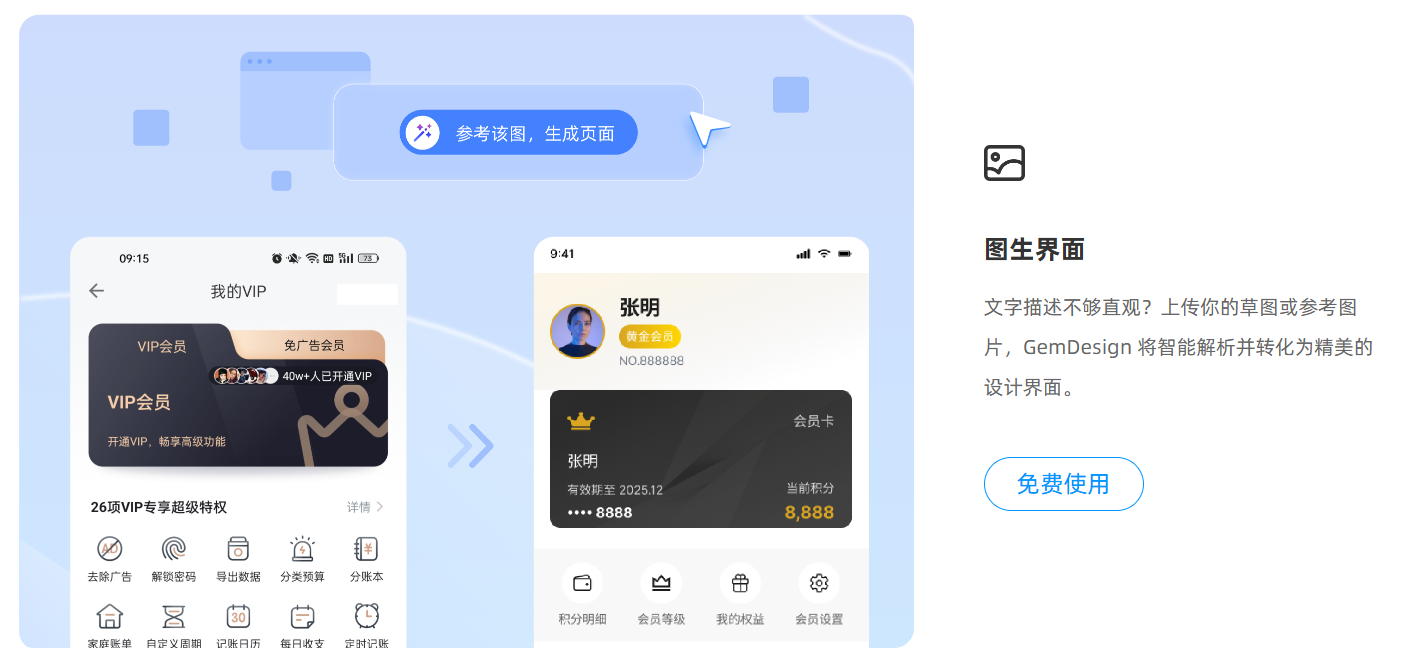 参考该图，生成页面
09:15
HD
5G
73
我的VIP
VIP会员
免广告会员
40w+人已开通VIP
VIP会员
开通VIP，畅享高级功能
26项VIP专享超级特权
详情
AD
去除广告
解锁密码
导出数据
分类预算
分账本
30
家庭账单
自定义周期
记账日历
每日收支
定时记账
9:41
张明
黄金会员
NO.888888
会员卡
张明
有效期至 2025.12
当前积分
•••• 8888
8,888
积分明细
会员等级
我的权益
会员设置
图生界面
文字描述不够直观？上传你的草图或参考图
片，GemDesign 将智能解析并转化为精美的
设计界面。
免费使用